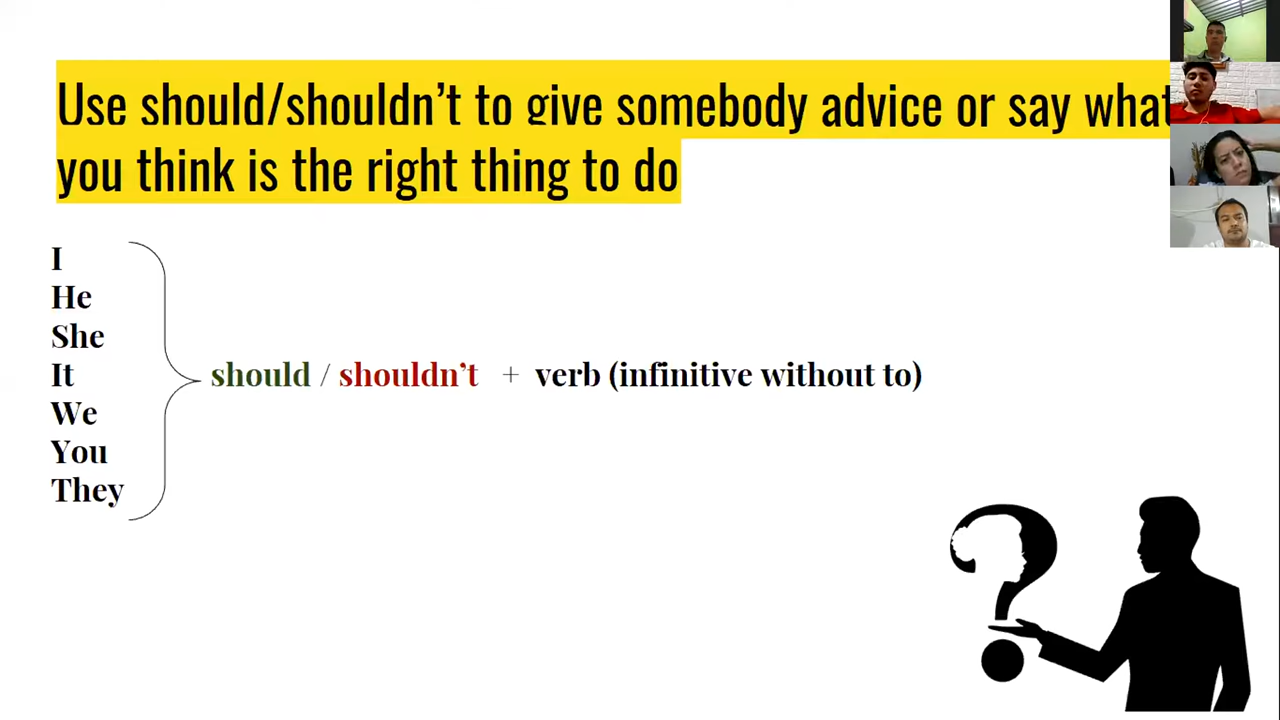 Use should/shouldn’t to give somebody advice or say what
you think is the right thing to do
I
He
She
It
We
You
They
should / shouldn’t + verb (infinitive without to)